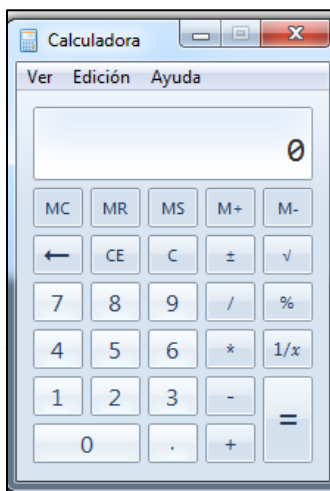 Calculadora
Ver Edición Ayuda
0
MC MR MS M+ M-
← CE C ± √
7 8 9 / %
4 5 6 * 1/x
1 2 3 - =
0 . +